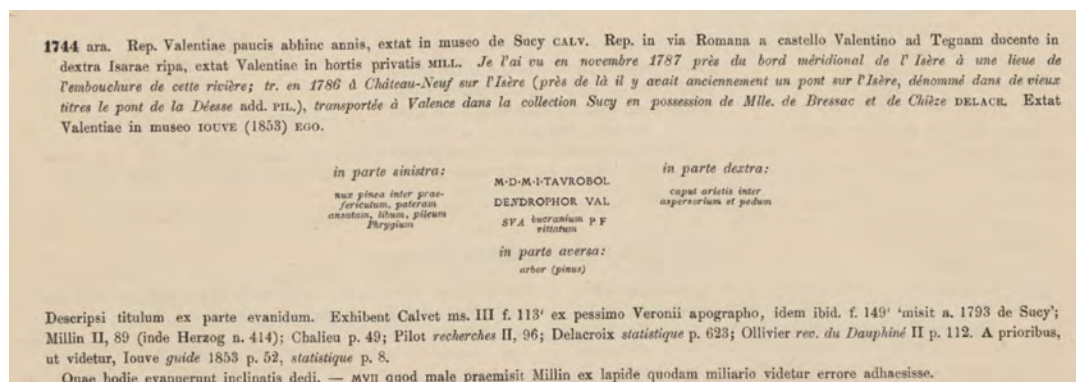 1744 ara. Rep. Valentiae paucis abhinc annis, extat in museo de Sucy CALV. Rep. in via Romana a castello Valentino ad Tegnam ducente in
dextra Isarae ripa, extat Valentiae in hortis privatis MILL. Je l'ai vu en novembre 1787 près du bord méridional de l'Isère à une lieue de
l'embouchure de cette rivière; tr. en 1786 à Château-Neuf sur l'Isère (près de là il y avait anciennement un pont sur l'Isère, dénommé dans de vieux
titres le pont de la Déesse add. PIL.), transportée à Valence dans la collection Sucy en possession de Mlle. de Bressac et de Chièze DELACR. Extat
Valentiae in museo IOUVE (1853) EGO.
in parte sinistra:
nux pinea inter prae-
fericulum, pateram
ansatam, libum, pileum
Phrygium
M·D·M·I·TAVROBOL
DENDROPHOR VAL
SVA bucranium P F
vittatum
in parte dextra:
caput arietis inter
aspersorium et pedum
in parte aversa:
arbor (pinus)
Descripsi titulum ex parte evanidum. Exhibent Calvet ms. III f. 113' ex pessimo Veronii apographo, idem ibid. f. 149' 'misit a. 1793 de Sucy';
Millin II, 89 (inde Herzog n. 414); Chalieu p. 49; Pilot recherches II, 96; Delacroix statistique p. 623; Ollivier rev. du Dauphiné II p. 112. A prioribus,
ut videtur, Iouve guide 1853 p. 52, statistique p. 8.
Quae hodie evanuerunt inclinatis dedi. — MVII quod male praemisit Millin ex lapide quodam miliario videtur errore adhaesisse.